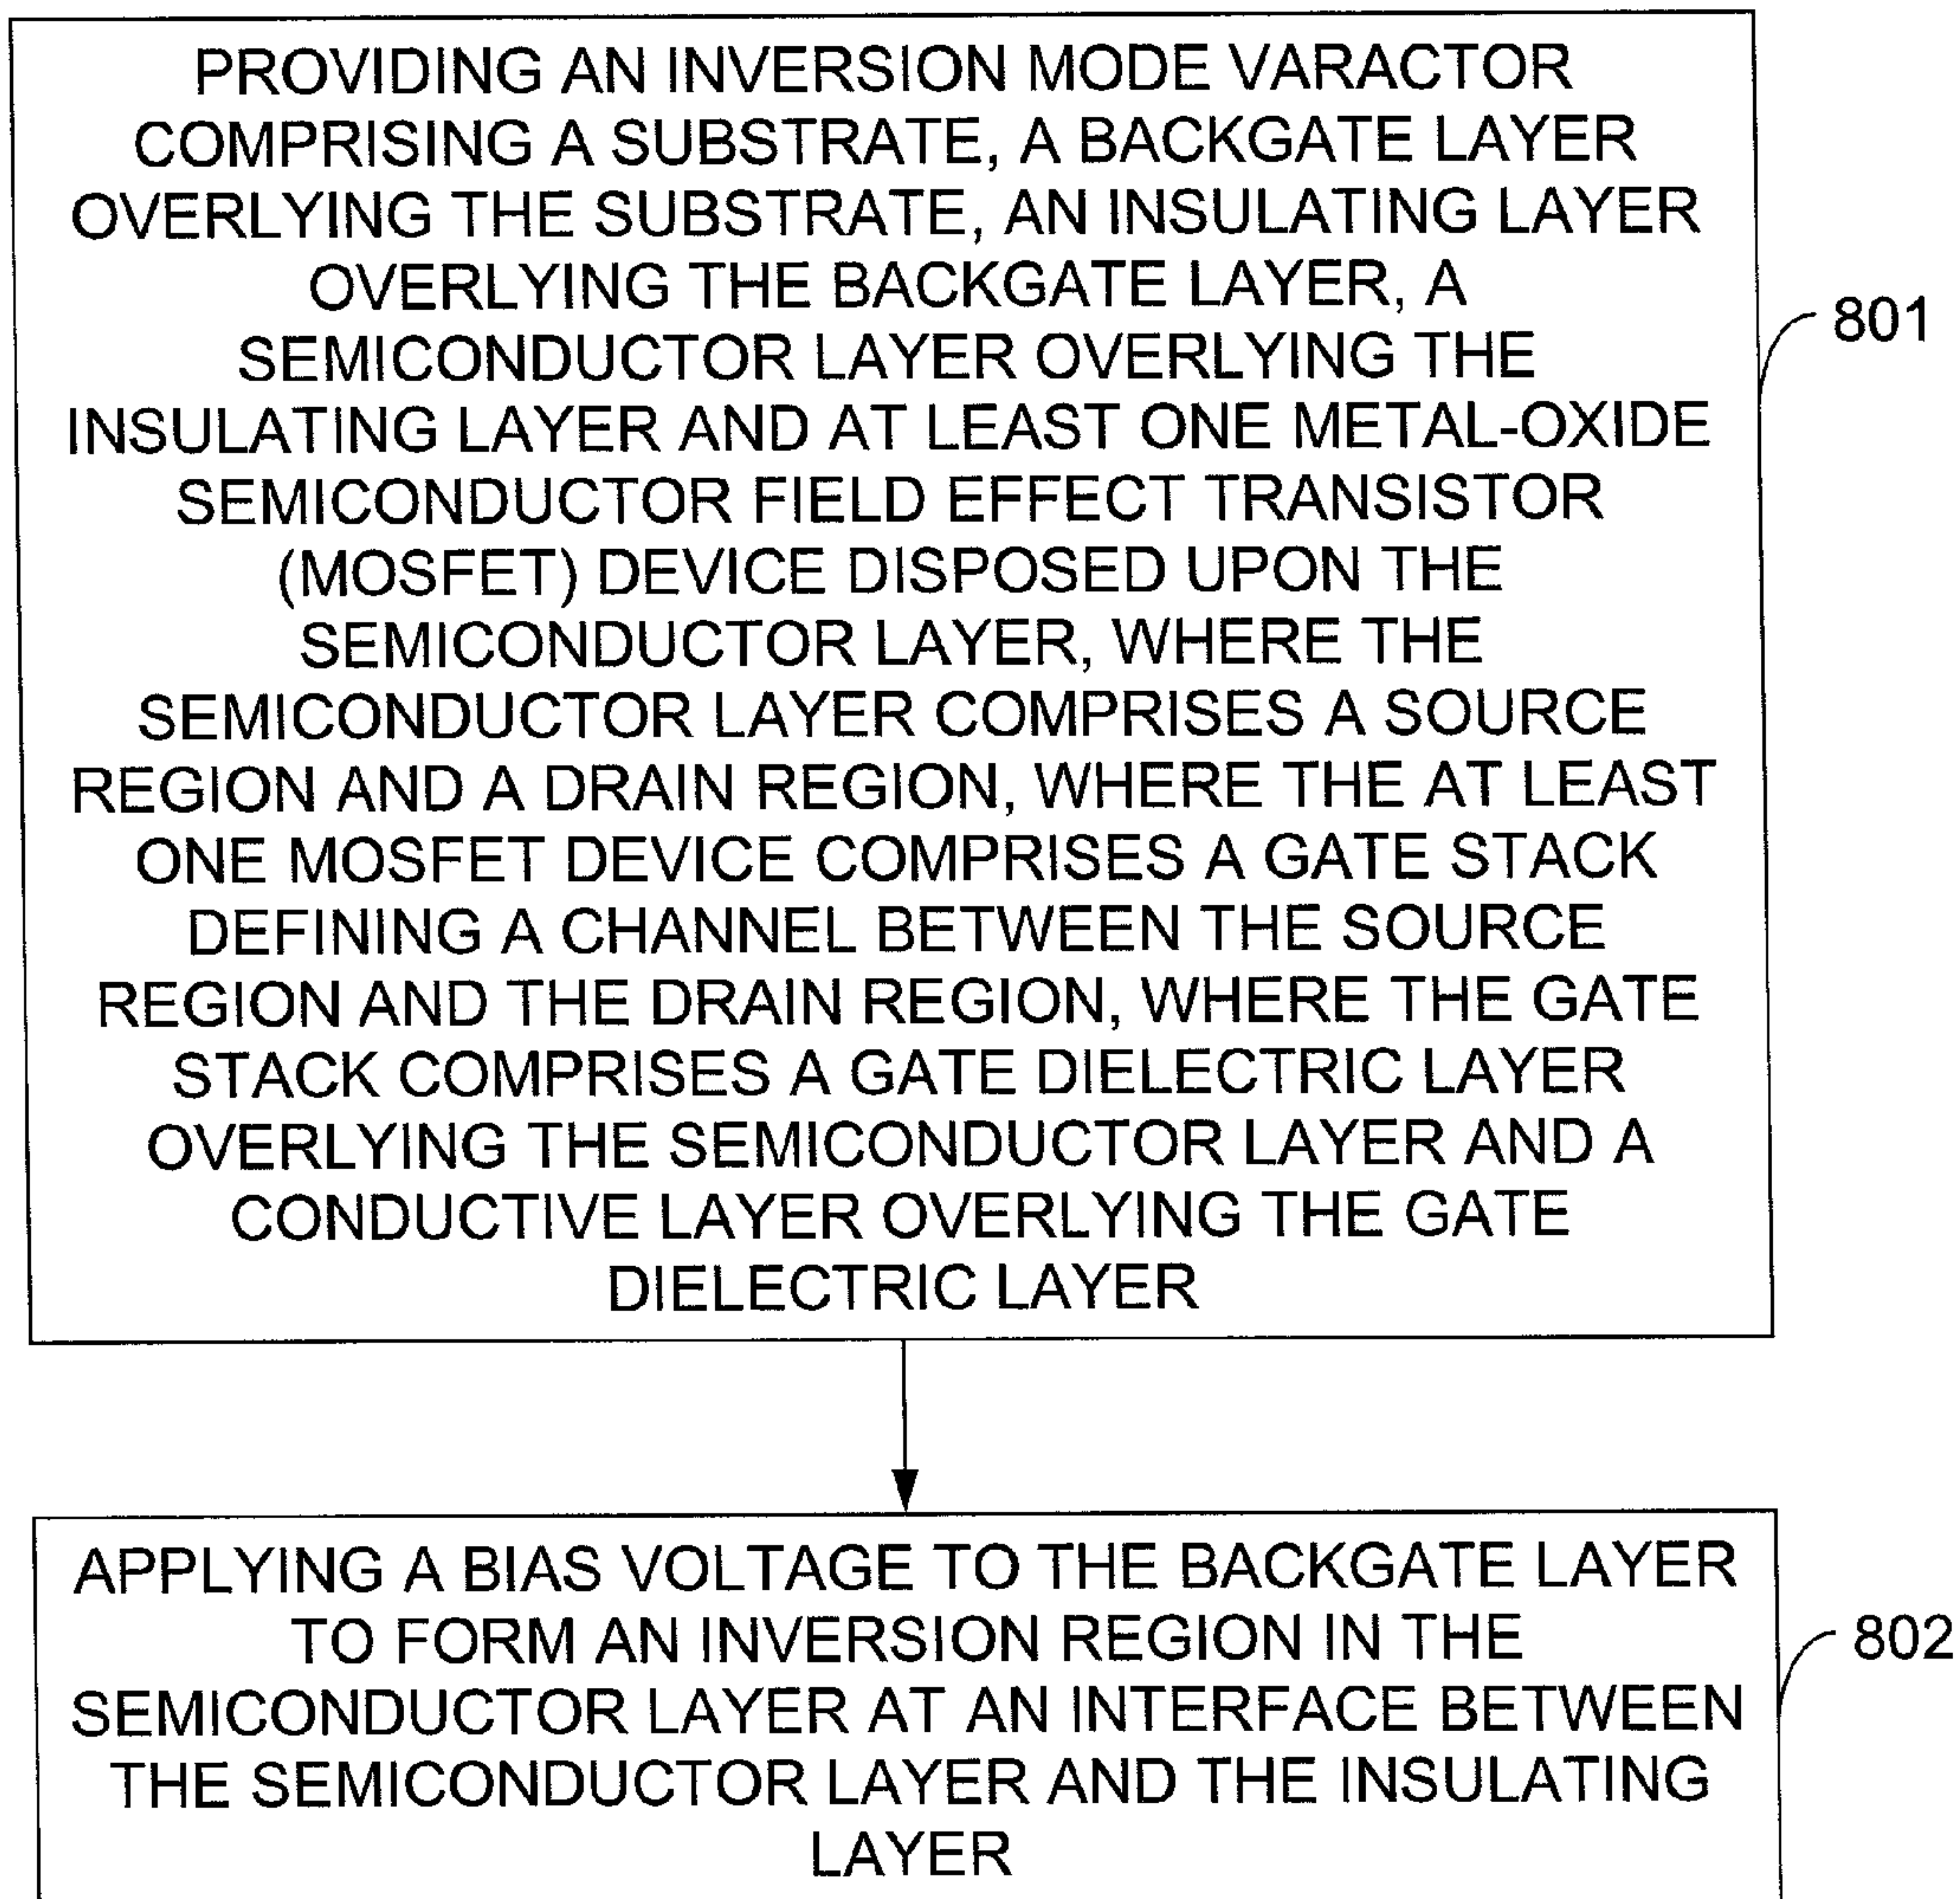 PROVIDING AN INVERSION MODE VARACTOR
COMPRISING A SUBSTRATE, A BACKGATE LAYER
OVERLYING THE SUBSTRATE, AN INSULATING LAYER
OVERLYING THE BACKGATE LAYER, A
SEMICONDUCTOR LAYER OVERLYING THE
INSULATING LAYER AND AT LEAST ONE METAL-OXIDE
SEMICONDUCTOR FIELD EFFECT TRANSISTOR
(MOSFET) DEVICE DISPOSED UPON THE
SEMICONDUCTOR LAYER, WHERE THE
SEMICONDUCTOR LAYER COMPRISES A SOURCE
REGION AND A DRAIN REGION, WHERE THE AT LEAST
ONE MOSFET DEVICE COMPRISES A GATE STACK
DEFINING A CHANNEL BETWEEN THE SOURCE
REGION AND THE DRAIN REGION, WHERE THE GATE
STACK COMPRISES A GATE DIELECTRIC LAYER
OVERLYING THE SEMICONDUCTOR LAYER AND A
CONDUCTIVE LAYER OVERLYING THE GATE
DIELECTRIC LAYER
801
APPLYING A BIAS VOLTAGE TO THE BACKGATE LAYER
TO FORM AN INVERSION REGION IN THE
SEMICONDUCTOR LAYER AT AN INTERFACE BETWEEN
THE SEMICONDUCTOR LAYER AND THE INSULATING
LAYER
802